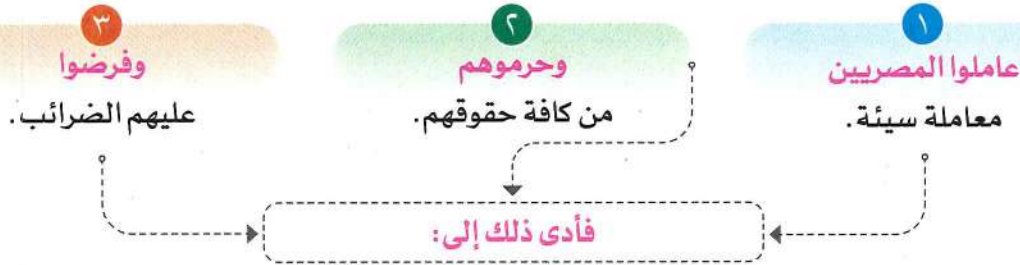 ١
عاملوا المصريين
معاملة سيئة.
٢
وحرموهم
من كافة حقوقهم.
٣
وفرضوا
عليهم الضرائب.
فأدى ذلك إلى: